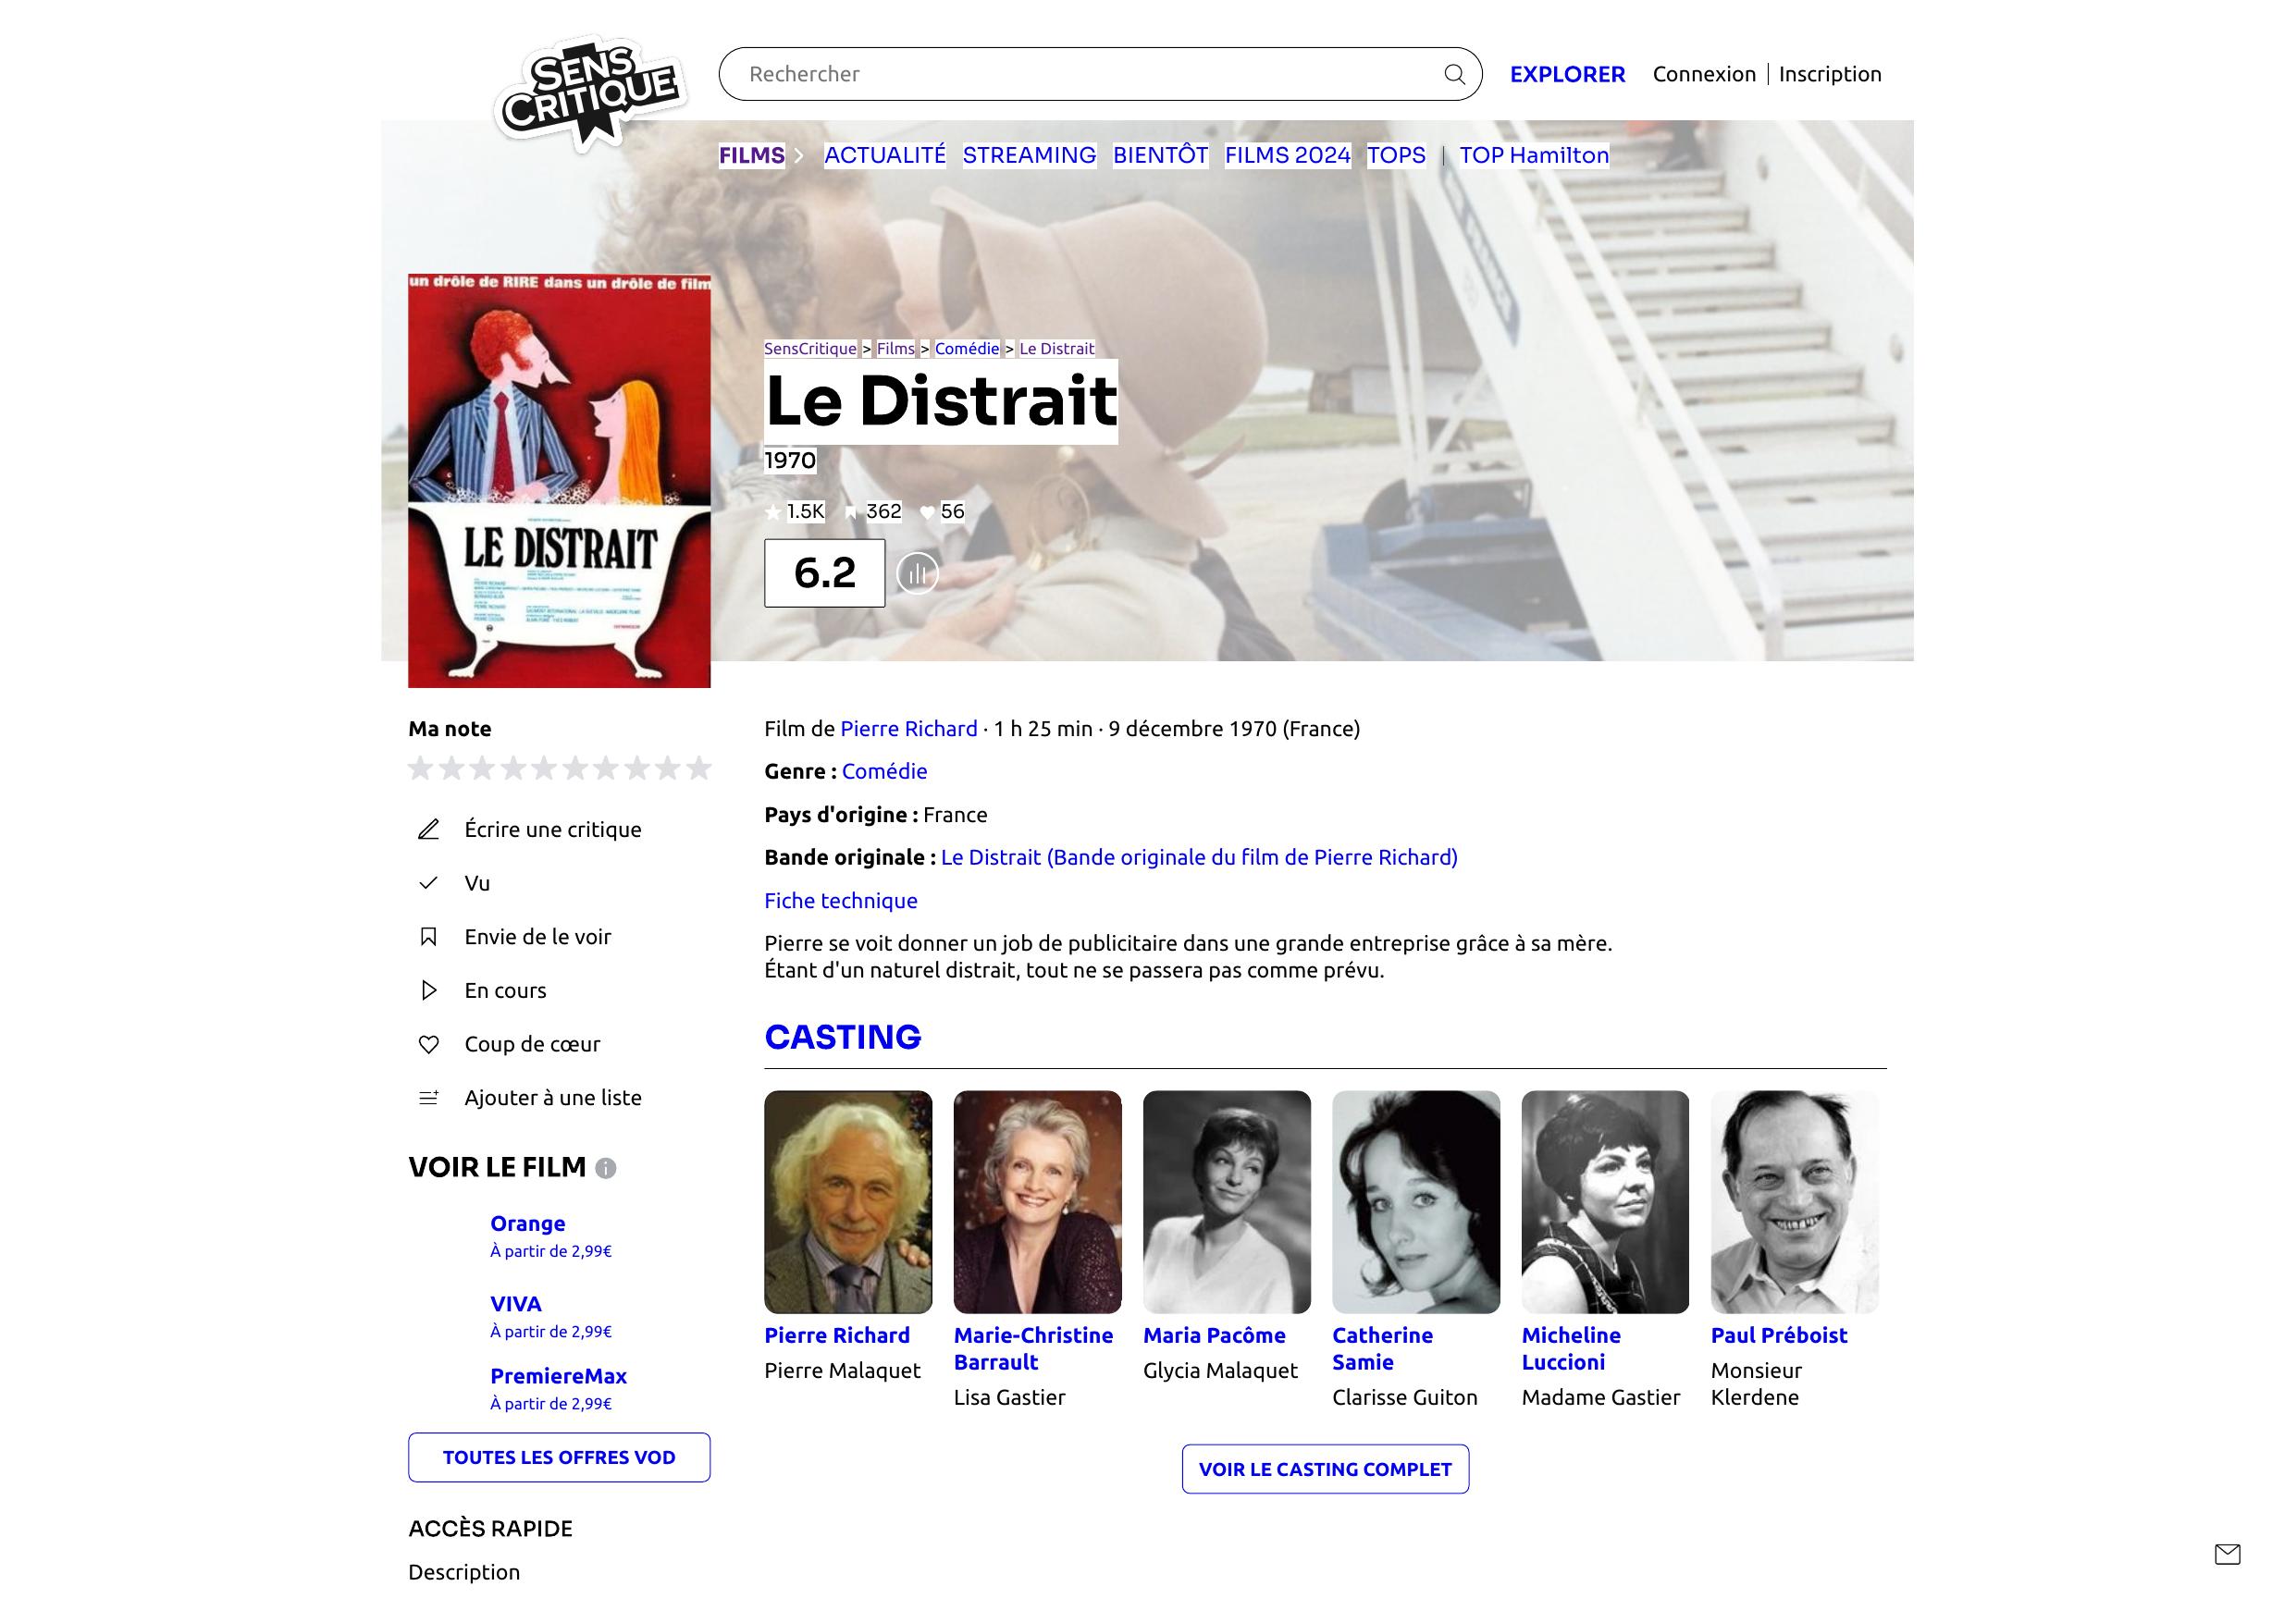 SENS
CRITIQUE
Rechercher
EXPLORER
Connexion | Inscription
FILMS
ACTUALITÉ STREAMING BIENTÔT FILMS 2024 TOPS | TOP Hamilton
un drôle de RIRE dans un drôle de film
LE DISTRAIT
SensCritique > Films > Comédie > Le Distrait
Le Distrait
1970
1.5K 362 56
6.2
Ma note
Écrire une critique
Vu
Envie de le voir
En cours
Coup de cœur
Ajouter à une liste
VOIR LE FILM
Orange
À partir de 2,99€
VIVA
À partir de 2,99€
PremiereMax
À partir de 2,99€
TOUTES LES OFFRES VOD
ACCÈS RAPIDE
Description
Film de Pierre Richard · 1 h 25 min · 9 décembre 1970 (France)
Genre : Comédie
Pays d'origine : France
Bande originale : Le Distrait (Bande originale du film de Pierre Richard)
Fiche technique
Pierre se voit donner un job de publicitaire dans une grande entreprise grâce à sa mère.
Étant d'un naturel distrait, tout ne se passera pas comme prévu.
CASTING
Pierre Richard
Pierre Malaquet
Marie-Christine
Barrault
Lisa Gastier
Maria Pacôme
Glycia Malaquet
Catherine
Samie
Clarisse Guiton
Micheline
Luccioni
Madame Gastier
Paul Préboist
Monsieur
Klerdene
VOIR LE CASTING COMPLET